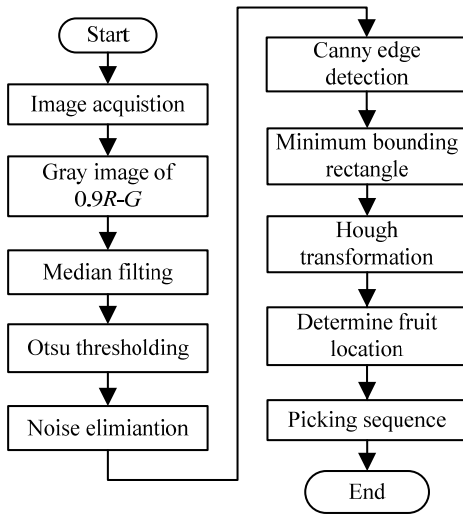 Start
Image acquistion
Gray image of
0.9R-G
Median filting
Otsu thresholding
Noise elimiantion
Canny edge
detection
Minimum bounding
rectangle
Hough
transformation
Determine fruit
location
Picking sequence
End